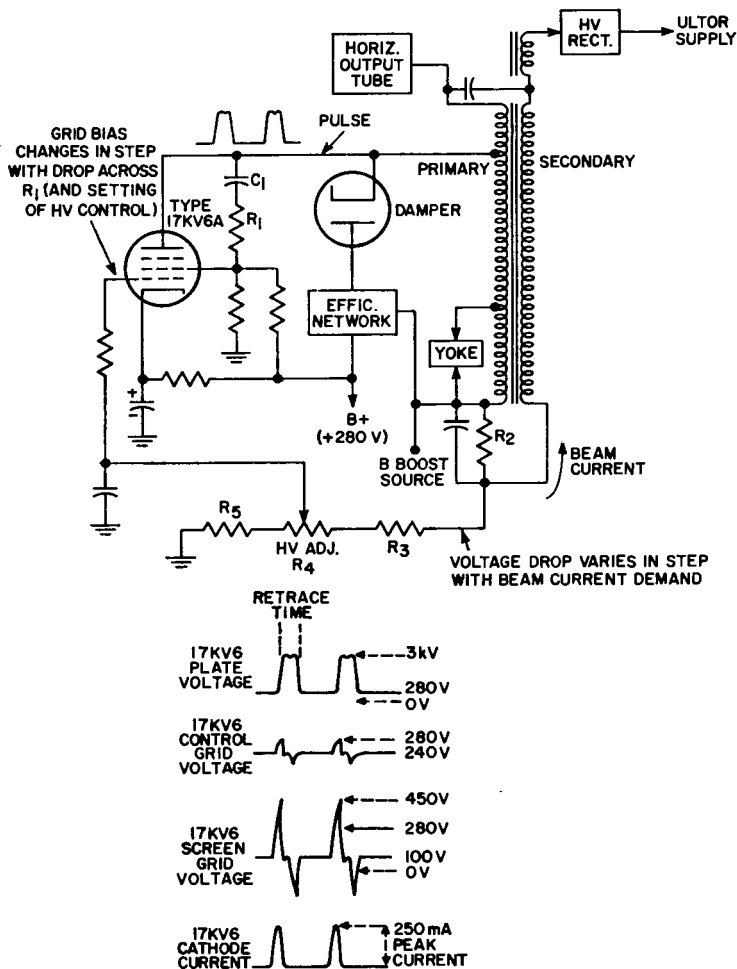 HV
RECT.
ULTOR
SUPPLY
HORIZ.
OUTPUT
TUBE
PULSE
GRID BIAS
CHANGES IN STEP
WITH DROP ACROSS
R1 (AND SETTING
OF HV CONTROL)
TYPE
17KV6A
C1
R1
PRIMARY
SECONDARY
DAMPER
EFFIC.
NETWORK
YOKE
B+
(+280 V)
B BOOST
SOURCE
R2
BEAM
CURRENT
+
-
R5
HV ADJ.
R4
R3
VOLTAGE DROP VARIES IN STEP
WITH BEAM CURRENT DEMAND
RETRACE
TIME
17KV6
PLATE
VOLTAGE
3kV
280V
0V
17KV6
CONTROL
GRID
VOLTAGE
280V
240V
17KV6
SCREEN
GRID
VOLTAGE
450V
280V
100V
0V
17KV6
CATHODE
CURRENT
250mA
PEAK
CURRENT